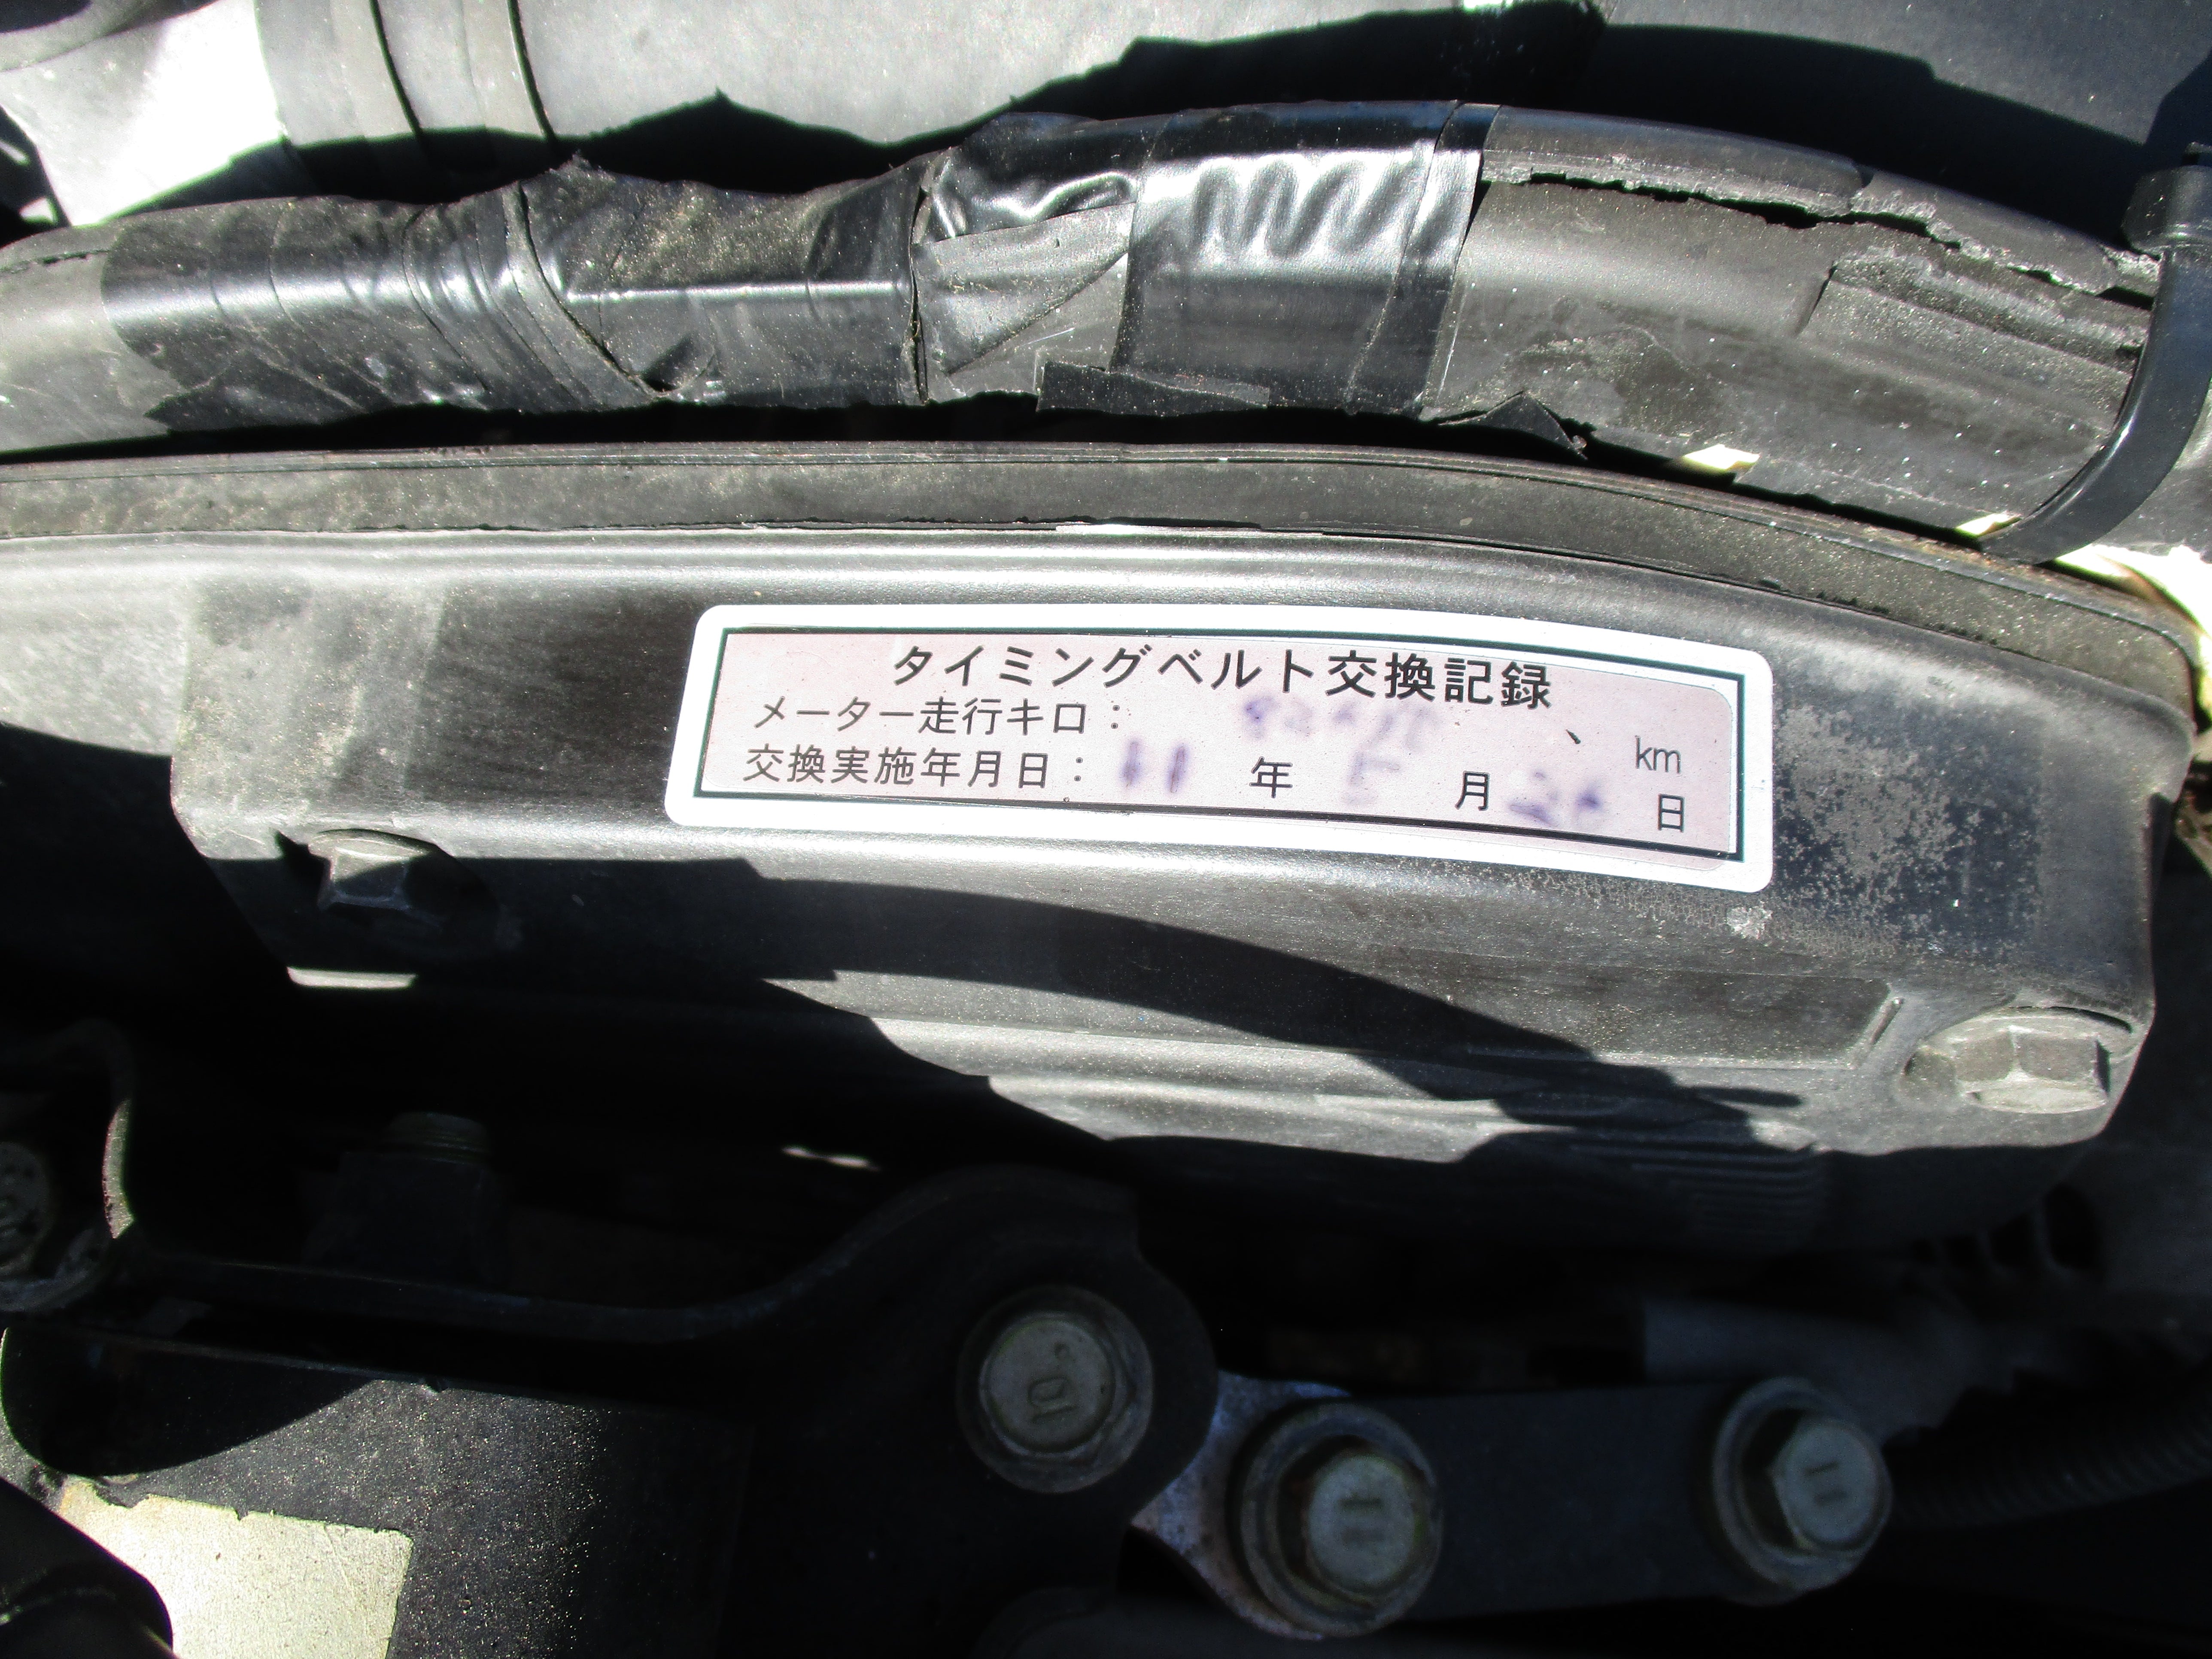 タイミングベルト交換記録
メーター走行キロ： 、 km
交換実施年月日： 11 年 5 月 日